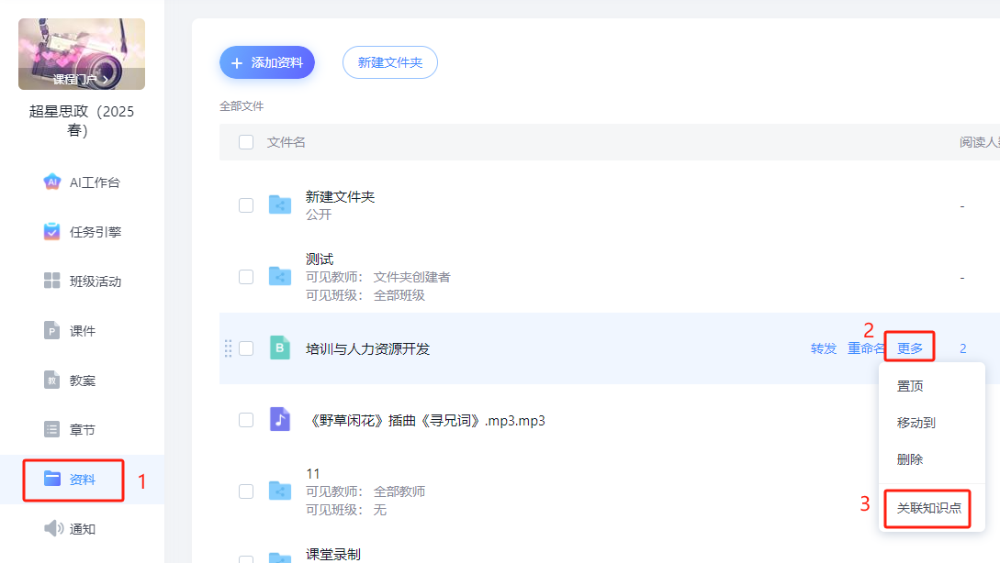 课程门户 >
超星思政（2025
春）
AI工作台
任务引擎
班级活动
课件
教案
章节
资料
1
通知
+ 添加资料
新建文件夹
全部文件
文件名
阅读人数
新建文件夹
公开
-
测试
可见教师： 文件夹创建者
可见班级： 全部班级
-
培训与人力资源开发
转发
重命名
2
更多
2
置顶
移动到
删除
3
关联知识点
《野草闲花》插曲《寻兄词》.mp3.mp3
11
可见教师： 全部教师
可见班级： 无
课堂录制